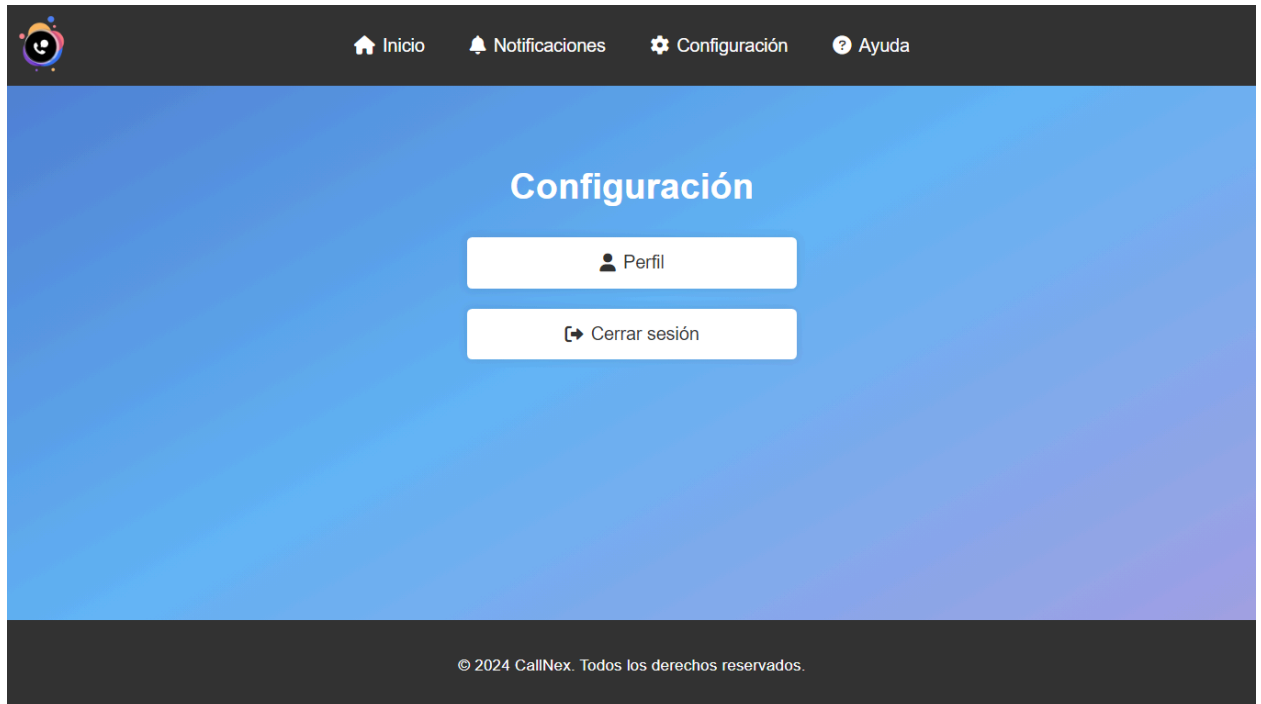 Inicio Notificaciones Configuración Ayuda
Configuración
Perfil
Cerrar sesión
© 2024 CallNex. Todos los derechos reservados.